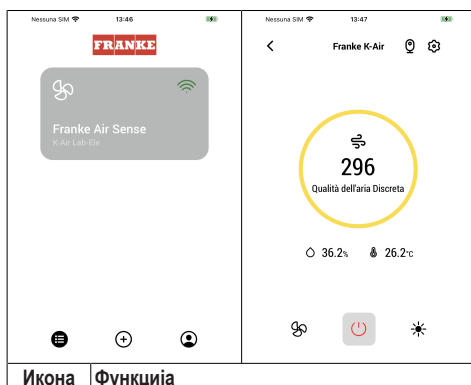 Nessuna SIM 13:46
FRANKE
Franke Air Sense
K-Air Lab-Ele
Nessuna SIM 13:47
Franke K-Air
296
Qualità dell'aria Discreta
36.2% 26.2°C
Икона Функција